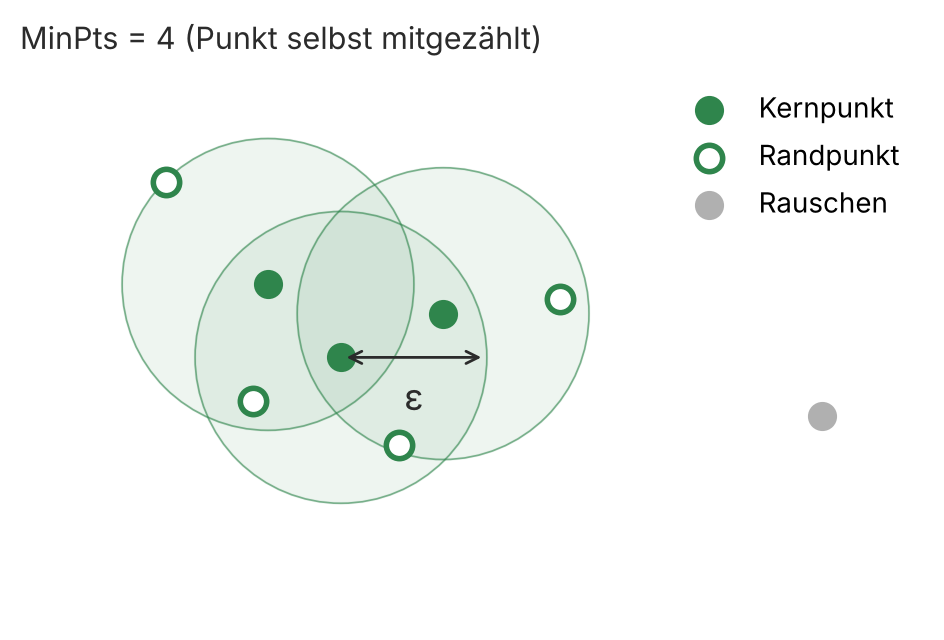 MinPts = 4 (Punkt selbst mitgezählt)
Kernpunkt
Randpunkt
Rauschen
ε